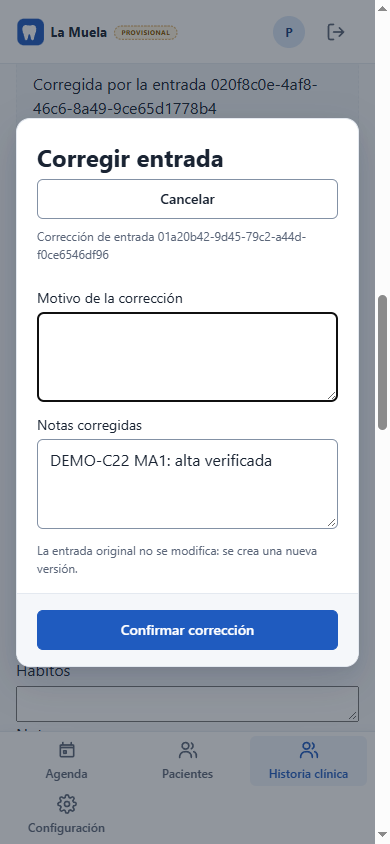 La Muela PROVISIONAL P
Corregida por la entrada 020f8c0e-4af8-
46c6-8a49-9ce65d1778b4
Corregir entrada
Cancelar
Corrección de entrada 01a20b42-9d45-79c2-a44d-
f0ce6546df96
Motivo de la corrección
Notas corregidas
DEMO-C22 MA1: alta verificada
La entrada original no se modifica: se crea una nueva
versión.
Confirmar corrección
Hábitos
Agenda
Pacientes
Historia clínica
Configuración